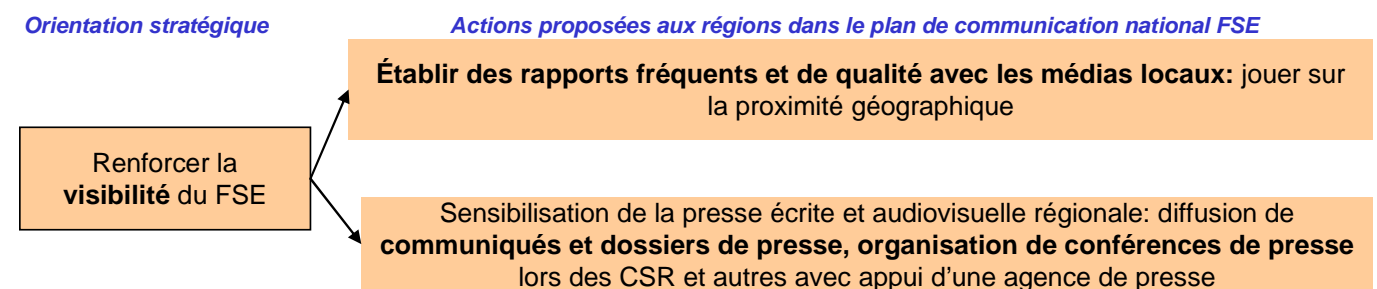 Orientation stratégique
Actions proposées aux régions dans le plan de communication national FSE
Établir des rapports fréquents et de qualité avec les médias locaux: jouer sur
la proximité géographique
Renforcer la
visibilité du FSE
Sensibilisation de la presse écrite et audiovisuelle régionale: diffusion de
communiqués et dossiers de presse, organisation de conférences de presse
lors des CSR et autres avec appui d'une agence de presse